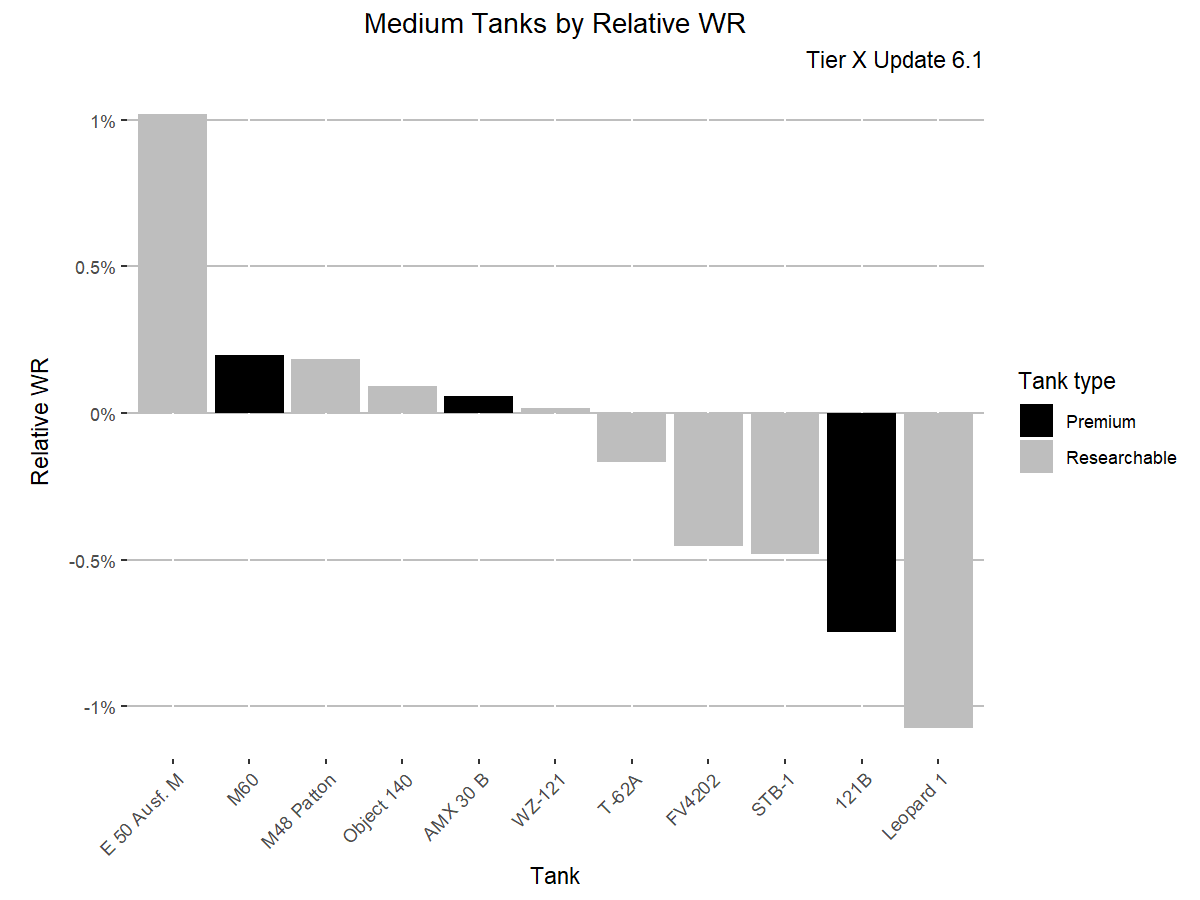 Medium Tanks by Relative WR
Tier X Update 6.1
1%
0.5%
0%
-0.5%
-1%
Relative WR
E 50 Ausf. M
M60
M48 Patton
Object 140
AMX 30 B
WZ-121
T-62A
FV4202
STB-1
121B
Leopard 1
Tank
Tank type
Premium
Researchable